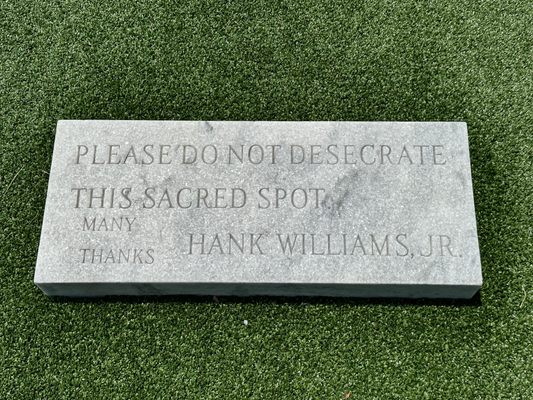 PLEASE DO NOT DESECRATE
THIS SACRED SPOT.
MANY
THANKS
HANK WILLIAMS, JR.